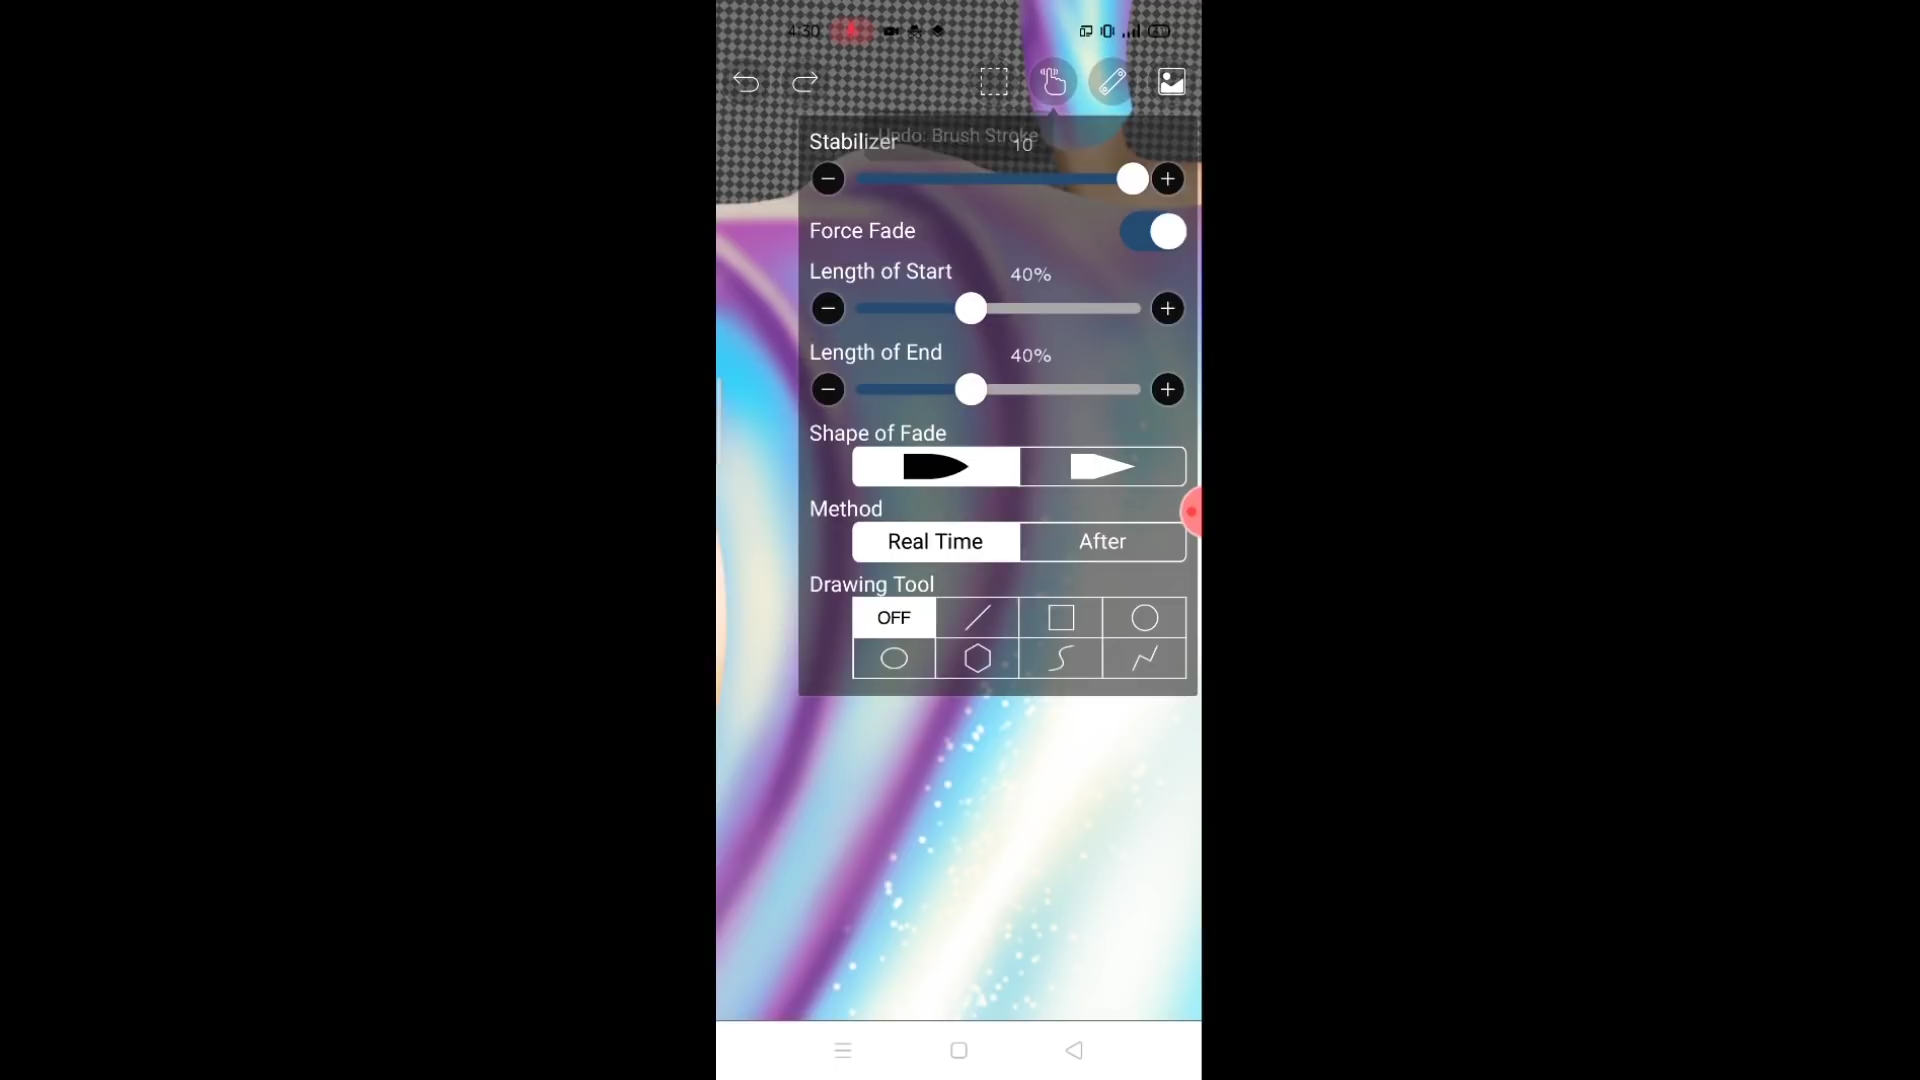 4:30
Undo: Brush Stroke
Stabilizer 10
Force Fade
Length of Start 40%
Length of End 40%
Shape of Fade
Method
Real Time After
Drawing Tool
OFF